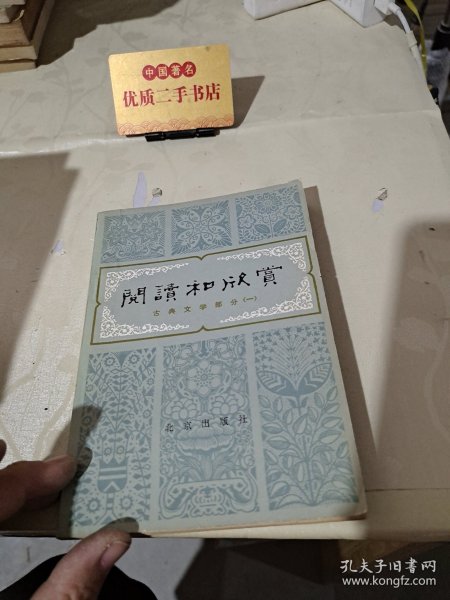 中国著名
优质二手书店
閱讀和欣賞
古典文学部分(一)
北京出版社
孔夫子旧书网
www.kongfz.com